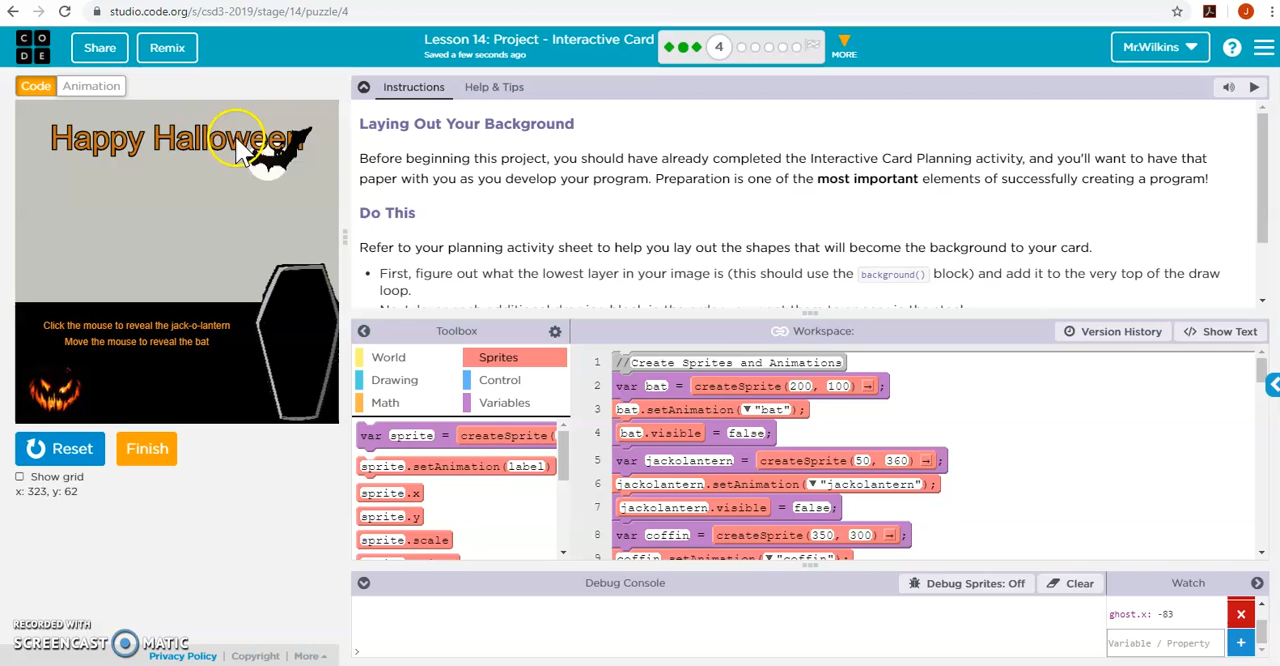 studio.code.org/s/csd3-2019/stage/14/puzzle/4
J
CO
DE
Share
Remix
Lesson 14: Project - Interactive Card
Saved a few seconds ago
4
MORE
Mr.Wilkins
?
Code
Animation
Instructions
Help & Tips
Happy Halloween
Click the mouse to reveal the jack-o-lantern
Move the mouse to reveal the bat
Reset
Finish
Show grid
x: 323, y: 62
Laying Out Your Background
Before beginning this project, you should have already completed the Interactive Card Planning activity, and you'll want to have that
paper with you as you develop your program. Preparation is one of the most important elements of successfully creating a program!
Do This
Refer to your planning activity sheet to help you lay out the shapes that will become the background to your card.
• First, figure out what the lowest layer in your image is (this should use the background() block) and add it to the very top of the draw
loop.
Toolbox
Workspace:
Version History
</> Show Text
World
Sprites
Drawing
Control
Math
Variables
var sprite = createSprite(
sprite.setAnimation(label)
sprite.x
sprite.y
sprite.scale
1 //Create Sprites and Animations
2 var bat = createSprite(200, 100);
3 bat.setAnimation("bat");
4 bat.visible = false;
5 var jackolantern = createSprite(50, 360);
6 jackolantern.setAnimation("jackolantern");
7 jackolantern.visible = false;
8 var coffin = createSprite(350, 300);
9 coffin.setAnimation("coffin");
Debug Console
Debug Sprites: Off
Clear
Watch
ghost.x: -83
Variable / Property
>
RECORDED WITH
SCREENCAST MATIC
Privacy Policy | Copyright | More